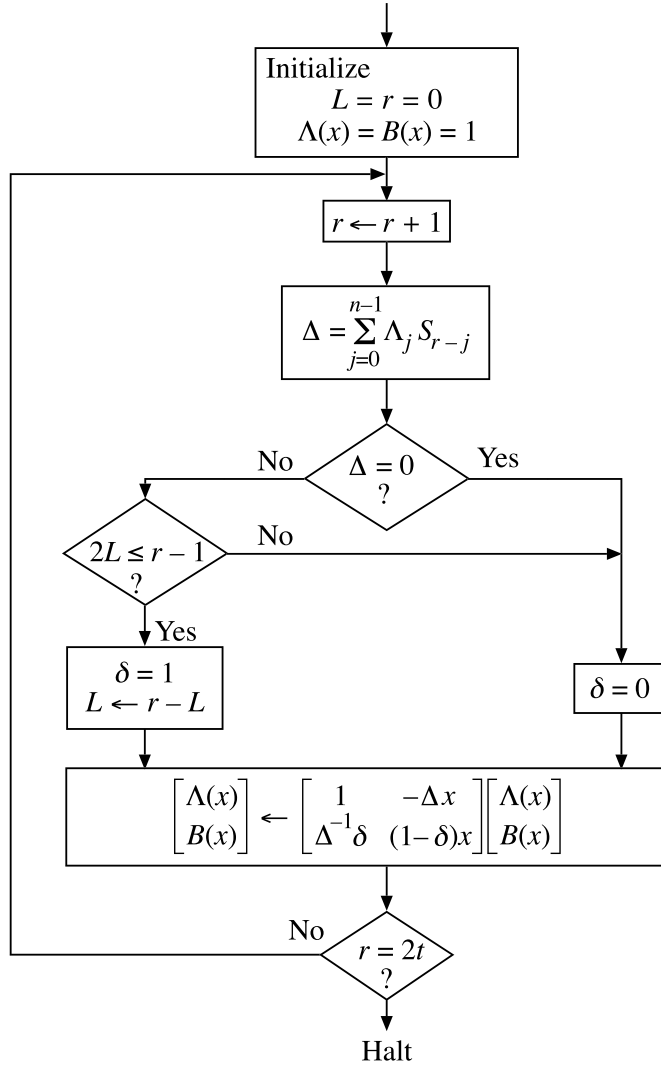 Initialize
L = r = 0
Λ(x) = B(x) = 1
r ← r + 1
Δ = ∑_{j=0}^{n–1} Λ_j S_{r – j}
Δ = 0
?
No
Yes
2L ≤ r – 1
?
No
Yes
δ = 1
L ← r – L
δ = 0
[Λ(x) B(x)] ← [1 –Δx Δ^{–1}δ (1–δ)x] [Λ(x) B(x)]
r = 2t
?
No
Halt